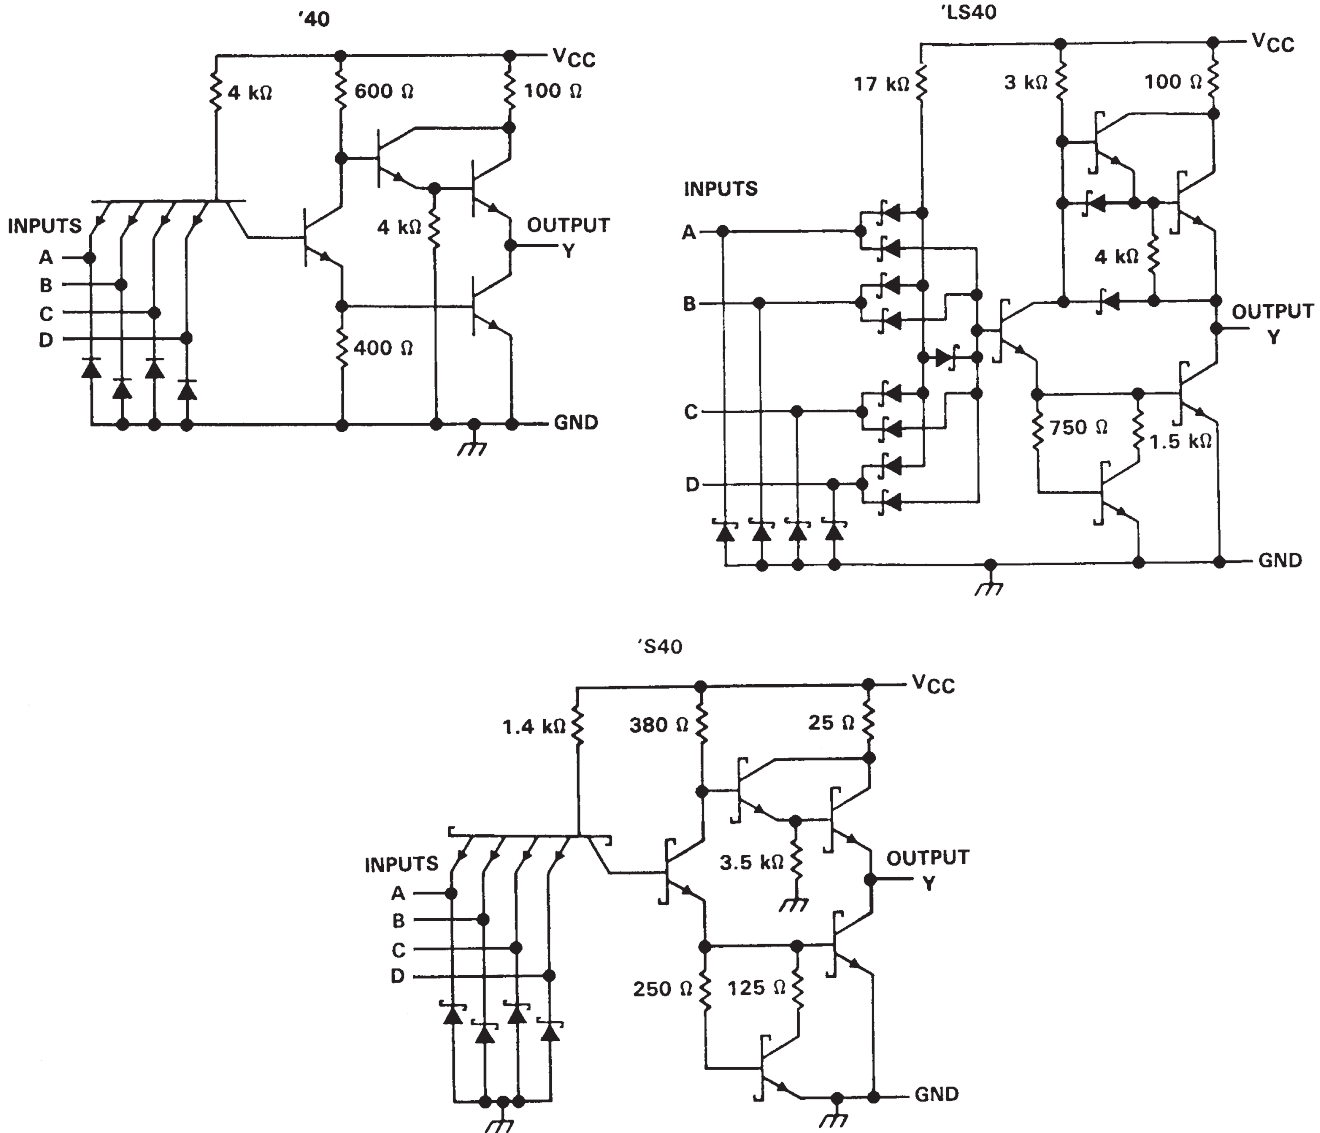 '40
VCC
4 kΩ
600 Ω
100 Ω
INPUTS
A
B
C
D
4 kΩ
OUTPUT
Y
400 Ω
GND
'LS40
VCC
17 kΩ
3 kΩ
100 Ω
INPUTS
A
B
C
D
4 kΩ
OUTPUT
Y
750 Ω
1.5 kΩ
GND
'S40
VCC
1.4 kΩ
380 Ω
25 Ω
INPUTS
A
B
C
D
3.5 kΩ
OUTPUT
Y
250 Ω
125 Ω
GND